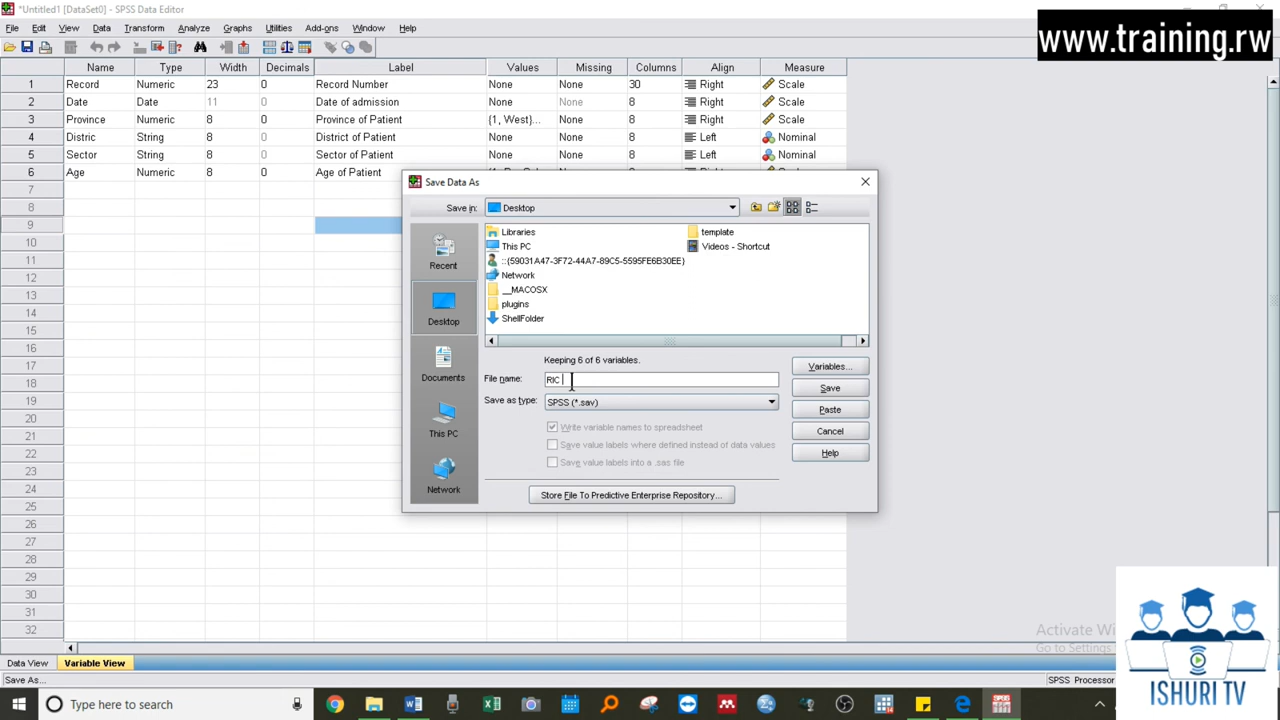 *Untitled1 [DataSet0] - SPSS Data Editor
www.training.rw
File Edit View Data Transform Analyze Graphs Utilities Add-ons Window Help
Name Type Width Decimals Label Values Missing Columns Align Measure
1 Record Numeric 23 0 Record Number None None 30 Right Scale
2 Date Date 11 0 Date of admission None None 8 Right Scale
3 Province Numeric 8 0 Province of Patient {1, West}... None 8 Right Scale
4 Distric String 8 0 District of Patient None None 8 Left Nominal
5 Sector String 8 0 Sector of Patient None None 8 Left Nominal
6 Age Numeric 8 0 Age of Patient None 8 Right Scale
7
8
9
10
11
12
13
14
15
16
17
18
19
20
21
22
23
24
25
26
27
28
29
30
31
32
Save Data As
Save in: Desktop
Recent
Desktop
Documents
This PC
Network
Libraries template
This PC Videos - Shortcut
::{59031A47-3F72-44A7-89C5-5595FE6B30EE}
Network
__MACOSX
plugins
ShellFolder
Keeping 6 of 6 variables.
Variables...
File name: RIC
Save
Save as type: SPSS (*.sav)
Paste
Write variable names to spreadsheet
Cancel
Save value labels where defined instead of data values
Help
Save value labels into a .sas file
Store File To Predictive Enterprise Repository...
Activate Wi
Go to Settings
ISHURI TV
Data View Variable View
Save As... SPSS Processor
Type here to search